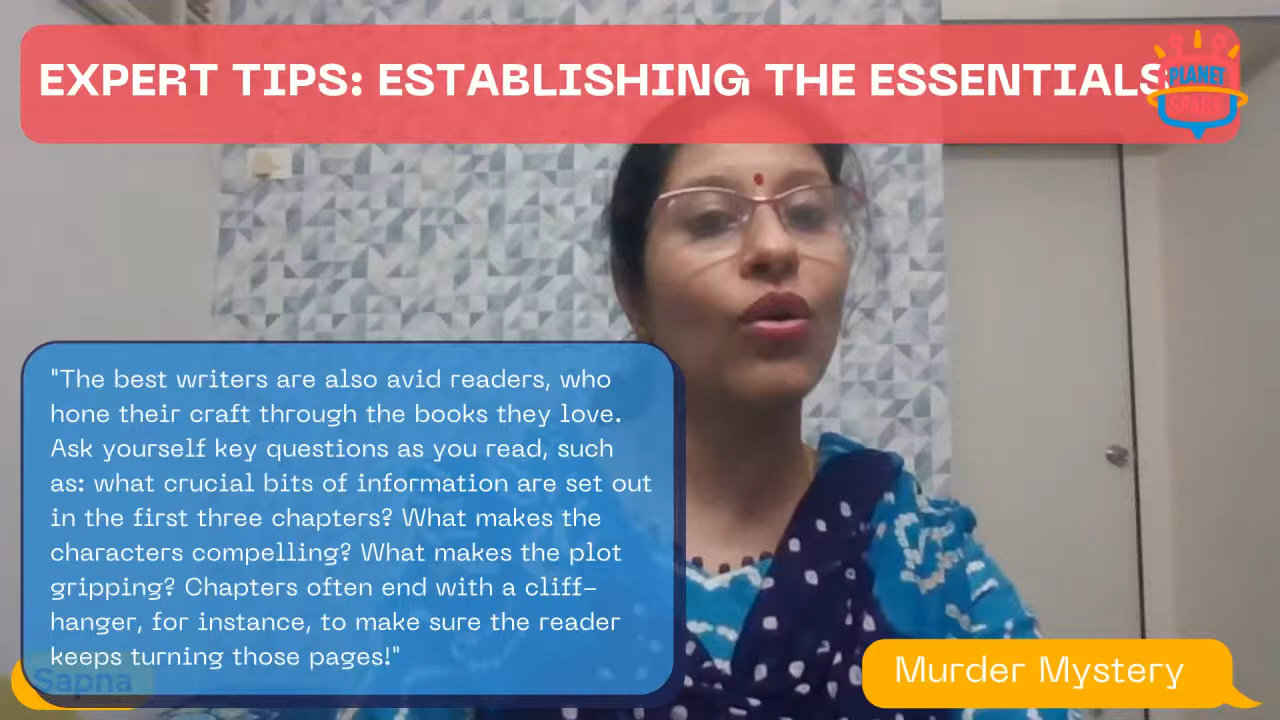 EXPERT TIPS: ESTABLISHING THE ESSENTIALS
PLANET
SPARK
"The best writers are also avid readers, who
hone their craft through the books they love.
Ask yourself key questions as you read, such
as: what crucial bits of information are set out
in the first three chapters? What makes the
characters compelling? What makes the plot
gripping? Chapters often end with a cliff-
hanger, for instance, to make sure the reader
keeps turning those pages!"
Sapna
Murder Mystery